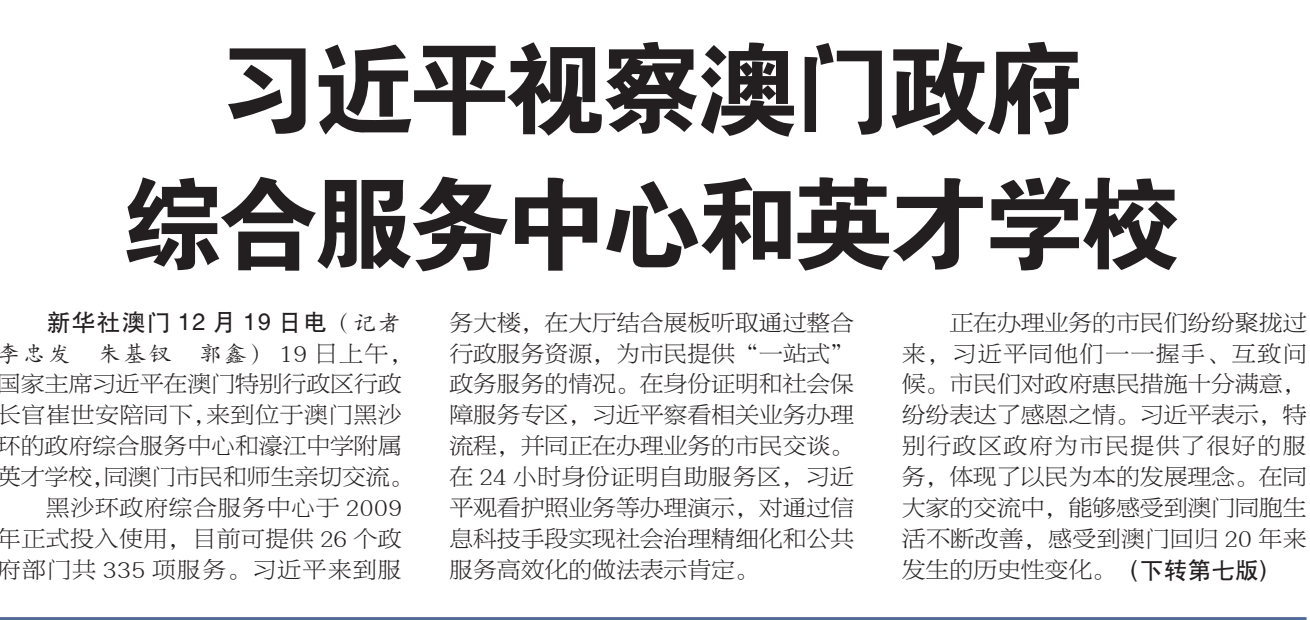 习近平视察澳门政府
综合服务中心和英才学校
新华社澳门 12 月 19 日电（记者
李忠发 朱基钗 郭鑫） 19 日上午，
国家主席习近平在澳门特别行政区行政
长官崔世安陪同下，来到位于澳门黑沙
环的政府综合服务中心和濠江中学附属
英才学校，同澳门市民和师生亲切交流。
黑沙环政府综合服务中心于 2009
年正式投入使用，目前可提供 26 个政
府部门共 335 项服务。习近平来到服
务大楼，在大厅结合展板听取通过整合
行政服务资源，为市民提供“一站式”
政务服务的情况。在身份证明和社会保
障服务专区，习近平察看相关业务办理
流程，并同正在办理业务的市民交谈。
在 24 小时身份证明自助服务区，习近
平观看护照业务等办理演示，对通过信
息科技手段实现社会治理精细化和公共
服务高效化的做法表示肯定。
正在办理业务的市民们纷纷聚拢过
来，习近平同他们一一握手、互致问
候。市民们对政府惠民措施十分满意，
纷纷表达了感恩之情。习近平表示，特
别行政区政府为市民提供了很好的服
务，体现了以民为本的发展理念。在同
大家的交流中，能够感受到澳门同胞生
活不断改善，感受到澳门回归 20 年来
发生的历史性变化。（下转第七版）